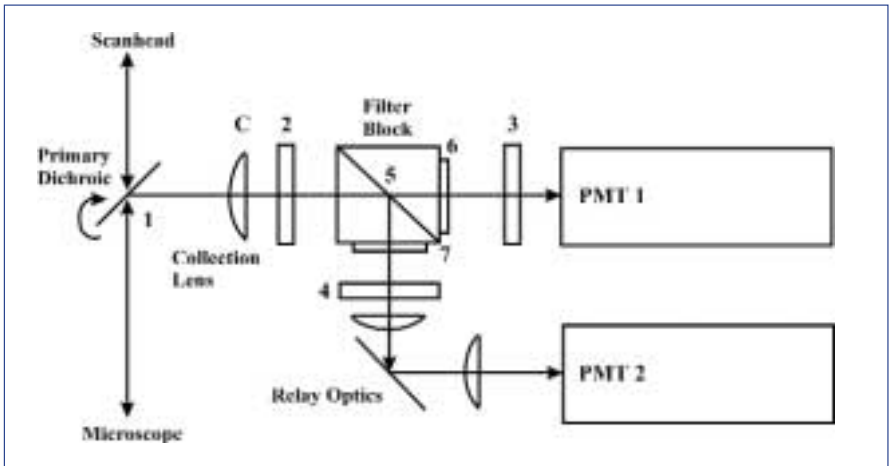 Scanhead
Filter
Block
C
2
3
6
Primary
Dichroic
5
1
PMT 1
7
Collection
Lens
4
PMT 2
Relay Optics
Microscope